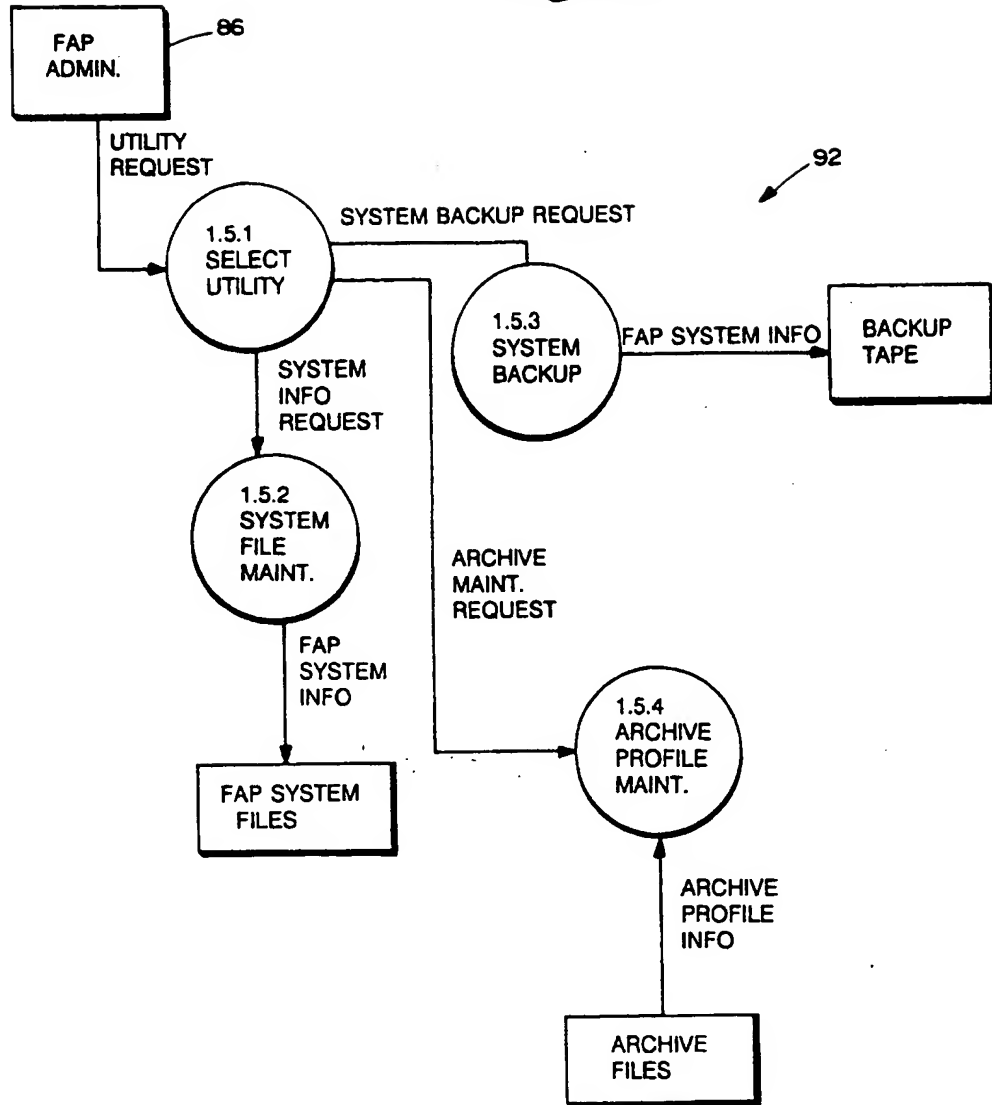 FAP
ADMIN.
86
UTILITY
REQUEST
92
SYSTEM BACKUP REQUEST
1.5.1
SELECT
UTILITY
1.5.3
SYSTEM
BACKUP
FAP SYSTEM INFO
BACKUP
TAPE
SYSTEM
INFO
REQUEST
1.5.2
SYSTEM
FILE
MAINT.
ARCHIVE
MAINT.
REQUEST
FAP
SYSTEM
INFO
1.5.4
ARCHIVE
PROFILE
MAINT.
FAP SYSTEM
FILES
ARCHIVE
PROFILE
INFO
ARCHIVE
FILES